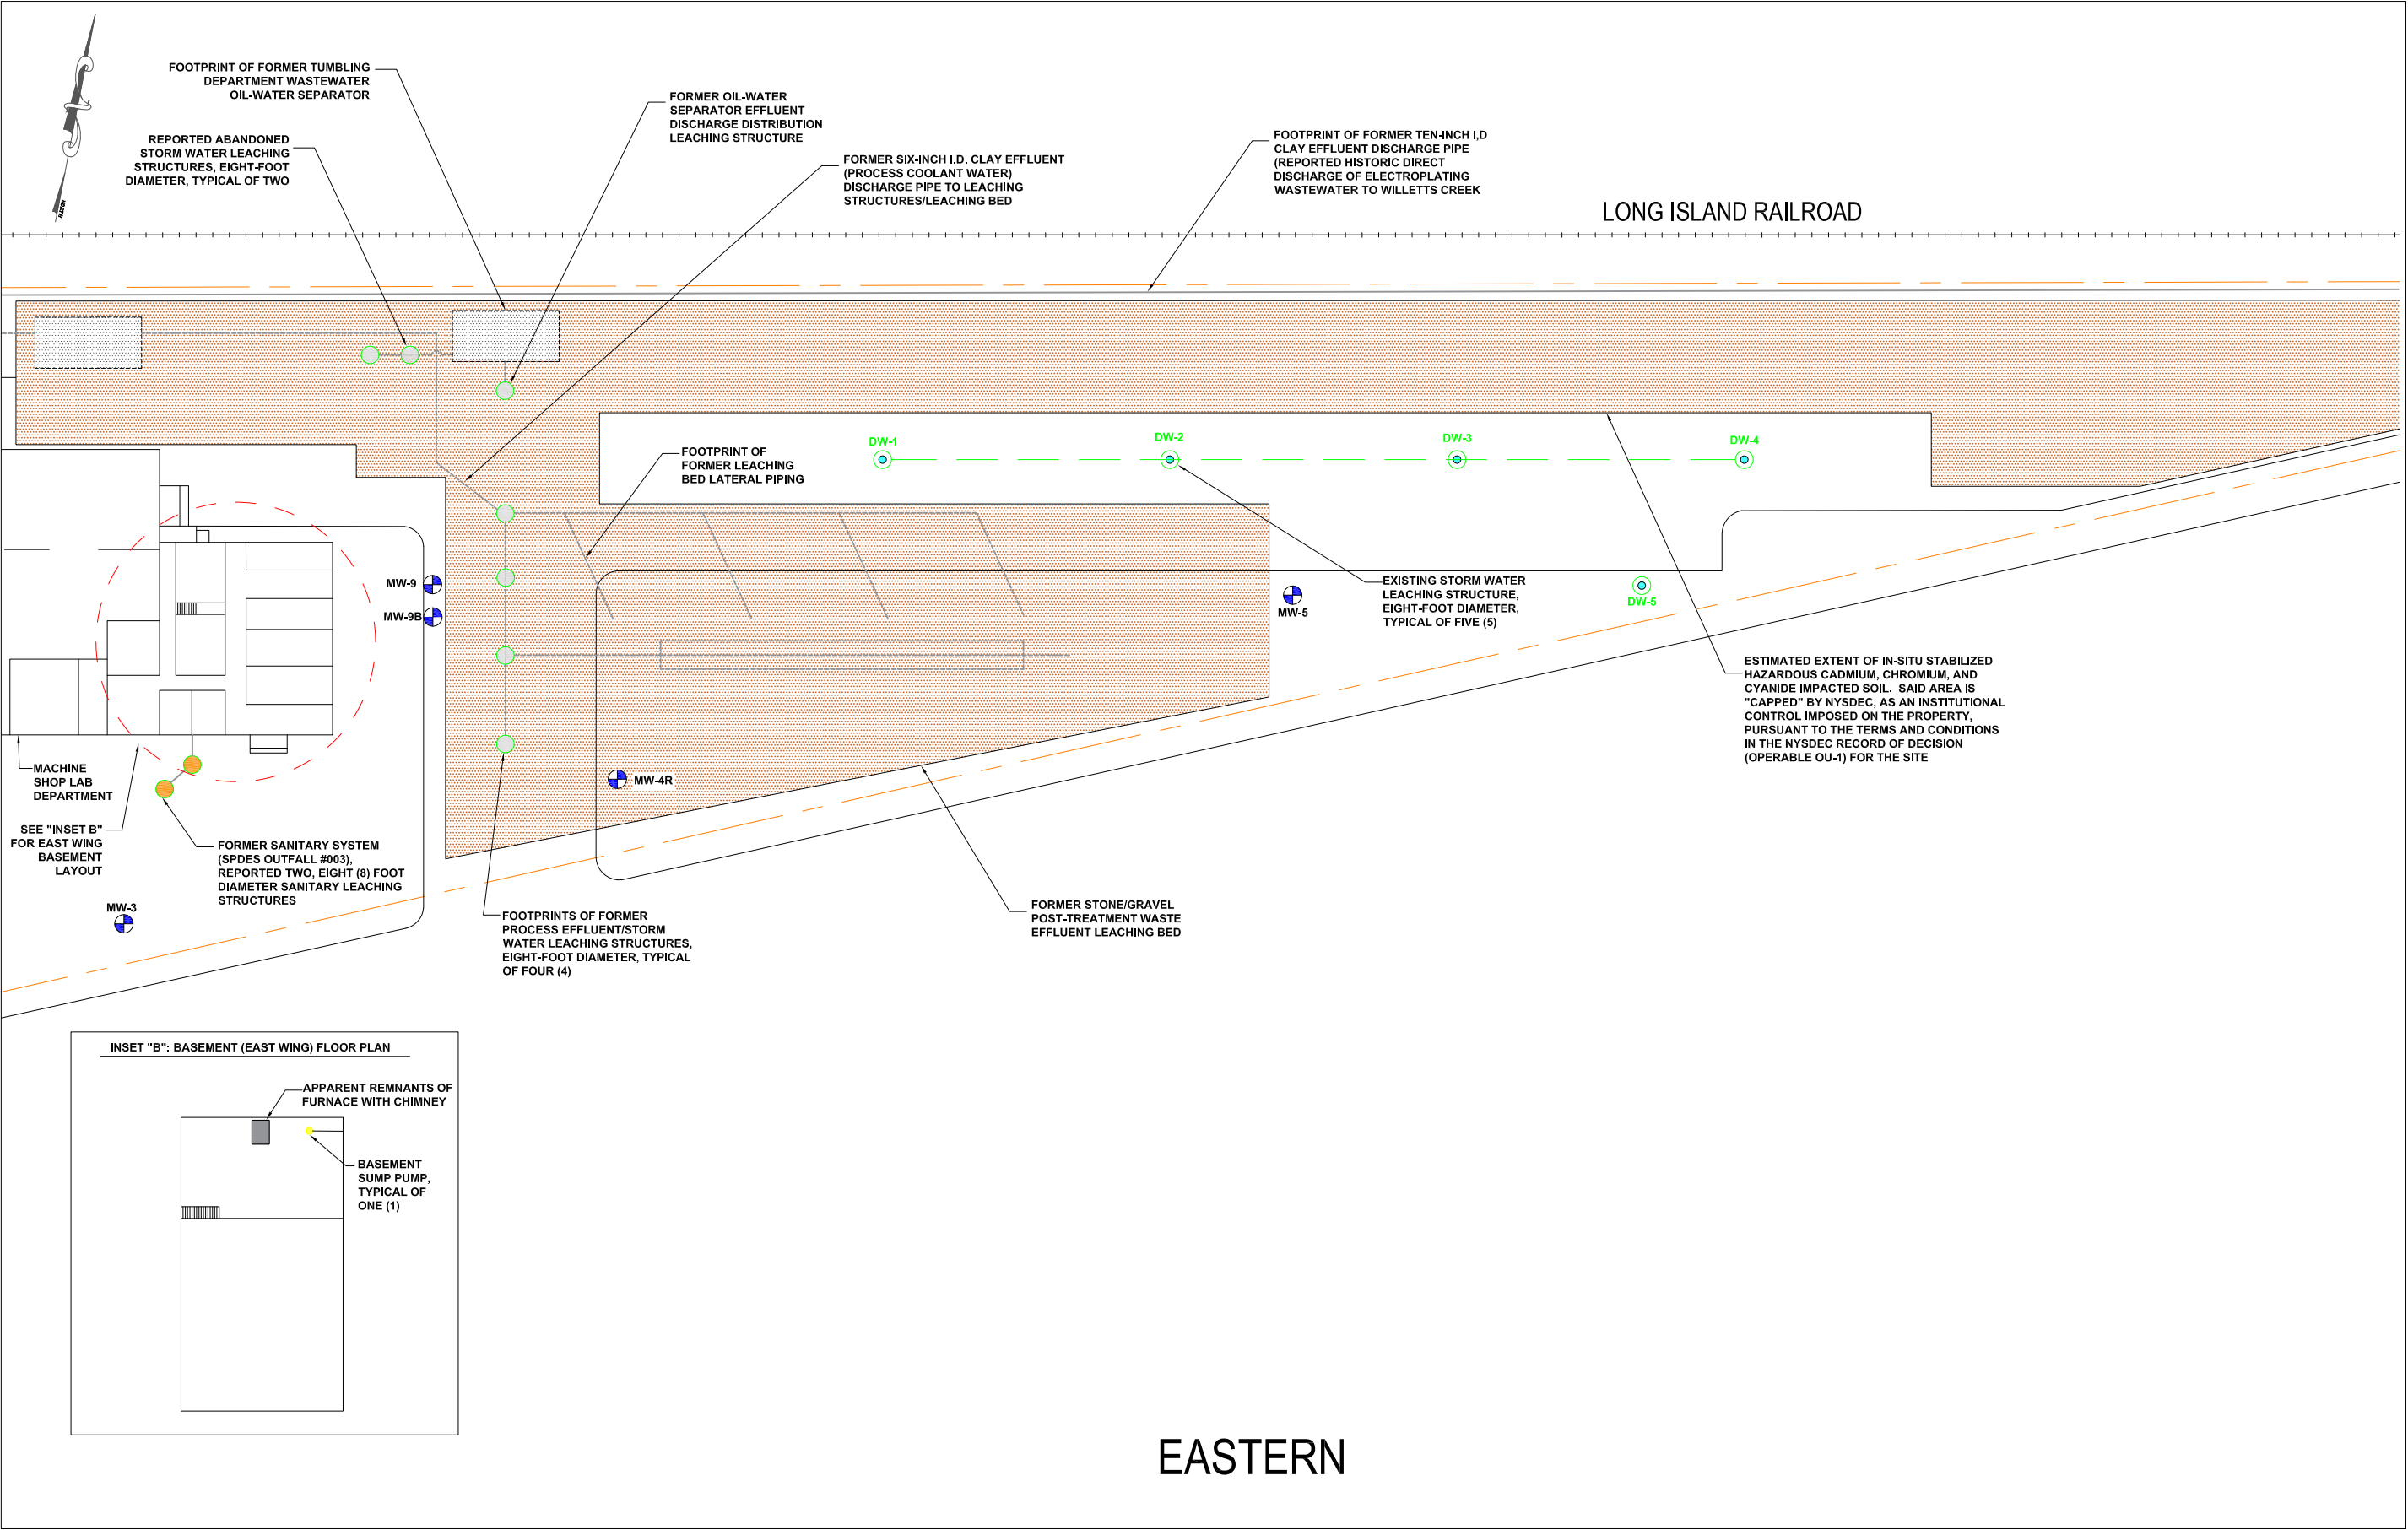 NORTH
FOOTPRINT OF FORMER TUMBLING
DEPARTMENT WASTEWATER
OIL-WATER SEPARATOR
REPORTED ABANDONED
STORM WATER LEACHING
STRUCTURES, EIGHT-FOOT
DIAMETER, TYPICAL OF TWO
FORMER OIL-WATER
SEPARATOR EFFLUENT
DISCHARGE DISTRIBUTION
LEACHING STRUCTURE
FORMER SIX-INCH I.D. CLAY EFFLUENT
(PROCESS COOLANT WATER)
DISCHARGE PIPE TO LEACHING
STRUCTURES/LEACHING BED
FOOTPRINT OF FORMER TEN-INCH I,D
CLAY EFFLUENT DISCHARGE PIPE
(REPORTED HISTORIC DIRECT
DISCHARGE OF ELECTROPLATING
WASTEWATER TO WILLETTS CREEK
LONG ISLAND RAILROAD
DW-1
DW-2
DW-3
DW-4
FOOTPRINT OF
FORMER LEACHING
BED LATERAL PIPING
MW-9
MW-9B
EXISTING STORM WATER
LEACHING STRUCTURE,
EIGHT-FOOT DIAMETER,
TYPICAL OF FIVE (5)
MW-5
DW-5
ESTIMATED EXTENT OF IN-SITU STABILIZED
HAZARDOUS CADMIUM, CHROMIUM, AND
CYANIDE IMPACTED SOIL. SAID AREA IS
"CAPPED" BY NYSDEC, AS AN INSTITUTIONAL
CONTROL IMPOSED ON THE PROPERTY,
PURSUANT TO THE TERMS AND CONDITIONS
IN THE NYSDEC RECORD OF DECISION
(OPERABLE OU-1) FOR THE SITE
MACHINE
SHOP LAB
DEPARTMENT
MW-4R
SEE "INSET B"
FOR EAST WING
BASEMENT
LAYOUT
FORMER SANITARY SYSTEM
(SPDES OUTFALL #003),
REPORTED TWO, EIGHT (8) FOOT
DIAMETER SANITARY LEACHING
STRUCTURES
MW-3
FOOTPRINTS OF FORMER
PROCESS EFFLUENT/STORM
WATER LEACHING STRUCTURES,
EIGHT-FOOT DIAMETER, TYPICAL
OF FOUR (4)
FORMER STONE/GRAVEL
POST-TREATMENT WASTE
EFFLUENT LEACHING BED
INSET "B": BASEMENT (EAST WING) FLOOR PLAN
APPARENT REMNANTS OF
FURNACE WITH CHIMNEY
BASEMENT
SUMP PUMP,
TYPICAL OF
ONE (1)
EASTERN